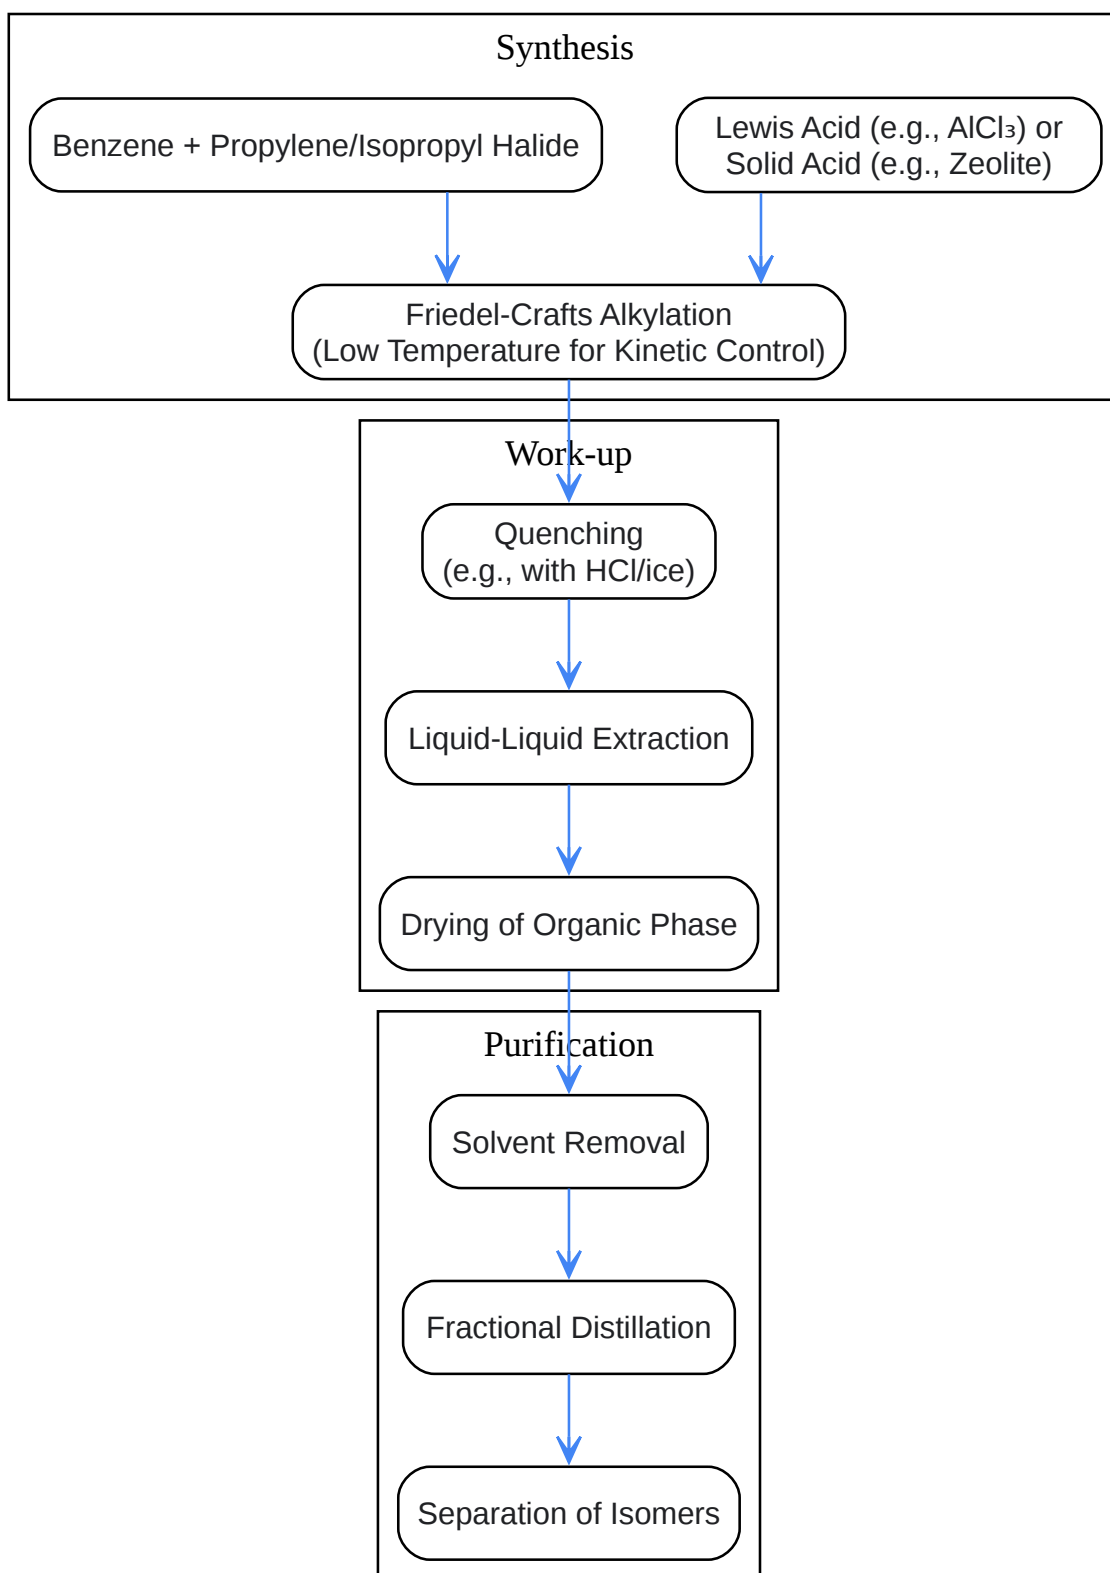 Synthesis
Benzene + Propylene/Isopropyl Halide
Lewis Acid (e.g., AlCl₃) or
Solid Acid (e.g., Zeolite)
Friedel-Crafts Alkylation
(Low Temperature for Kinetic Control)
Work-up
Quenching
(e.g., with HCl/ice)
Liquid-Liquid Extraction
Drying of Organic Phase
Purification
Solvent Removal
Fractional Distillation
Separation of Isomers